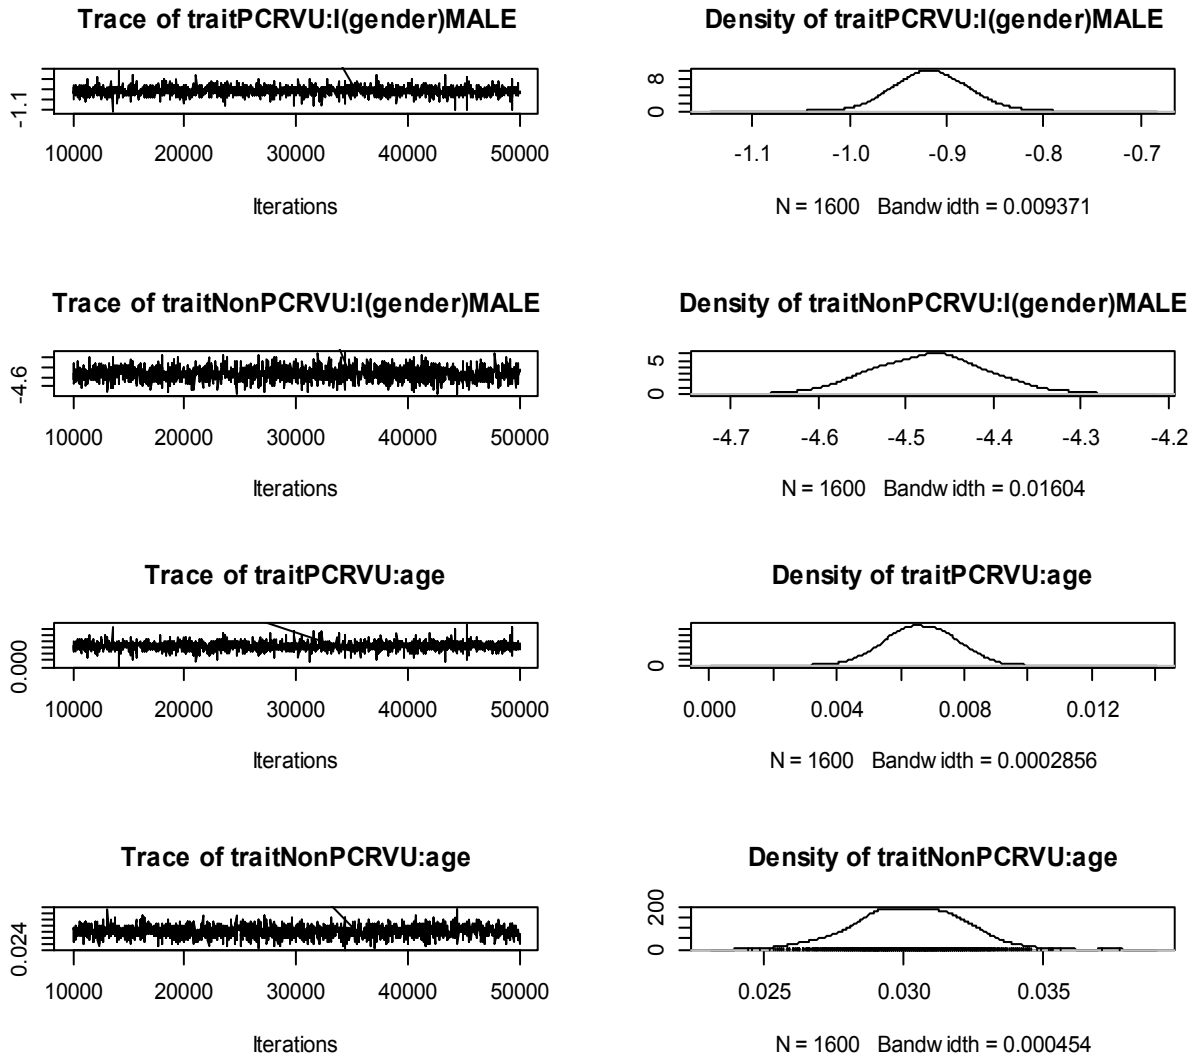 Trace of traitPCRVU:I(gender)MALE
-1.1
10000 20000 30000 40000 50000
Iterations
Density of traitPCRVU:I(gender)MALE
0 8
-1.1 -1.0 -0.9 -0.8 -0.7
N = 1600 Bandwidth = 0.009371
Trace of traitNonPCRVU:I(gender)MALE
-4.6
10000 20000 30000 40000 50000
Iterations
Density of traitNonPCRVU:I(gender)MALE
0 5
-4.7 -4.6 -4.5 -4.4 -4.3 -4.2
N = 1600 Bandwidth = 0.01604
Trace of traitPCRVU:age
0.000
10000 20000 30000 40000 50000
Iterations
Density of traitPCRVU:age
0
0.000 0.004 0.008 0.012
N = 1600 Bandwidth = 0.0002856
Trace of traitNonPCRVU:age
0.024
10000 20000 30000 40000 50000
Iterations
Density of traitNonPCRVU:age
0 200
0.025 0.030 0.035
N = 1600 Bandwidth = 0.000454